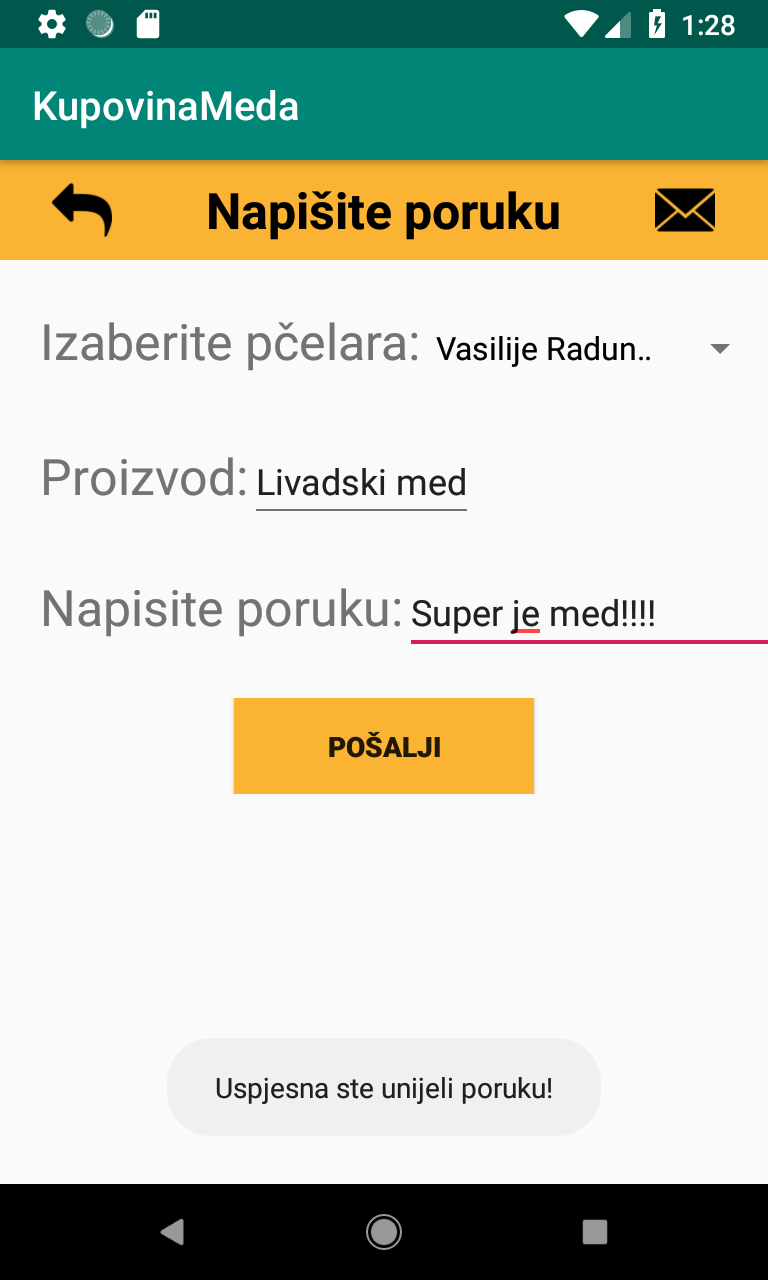 1:28
KupovinaMeda
Napišite poruku
Izaberite pčelara: Vasilije Radun..
Proizvod: Livadski med
Napisite poruku: Super je med!!!!
POŠALJI
Uspjesna ste unijeli poruku!